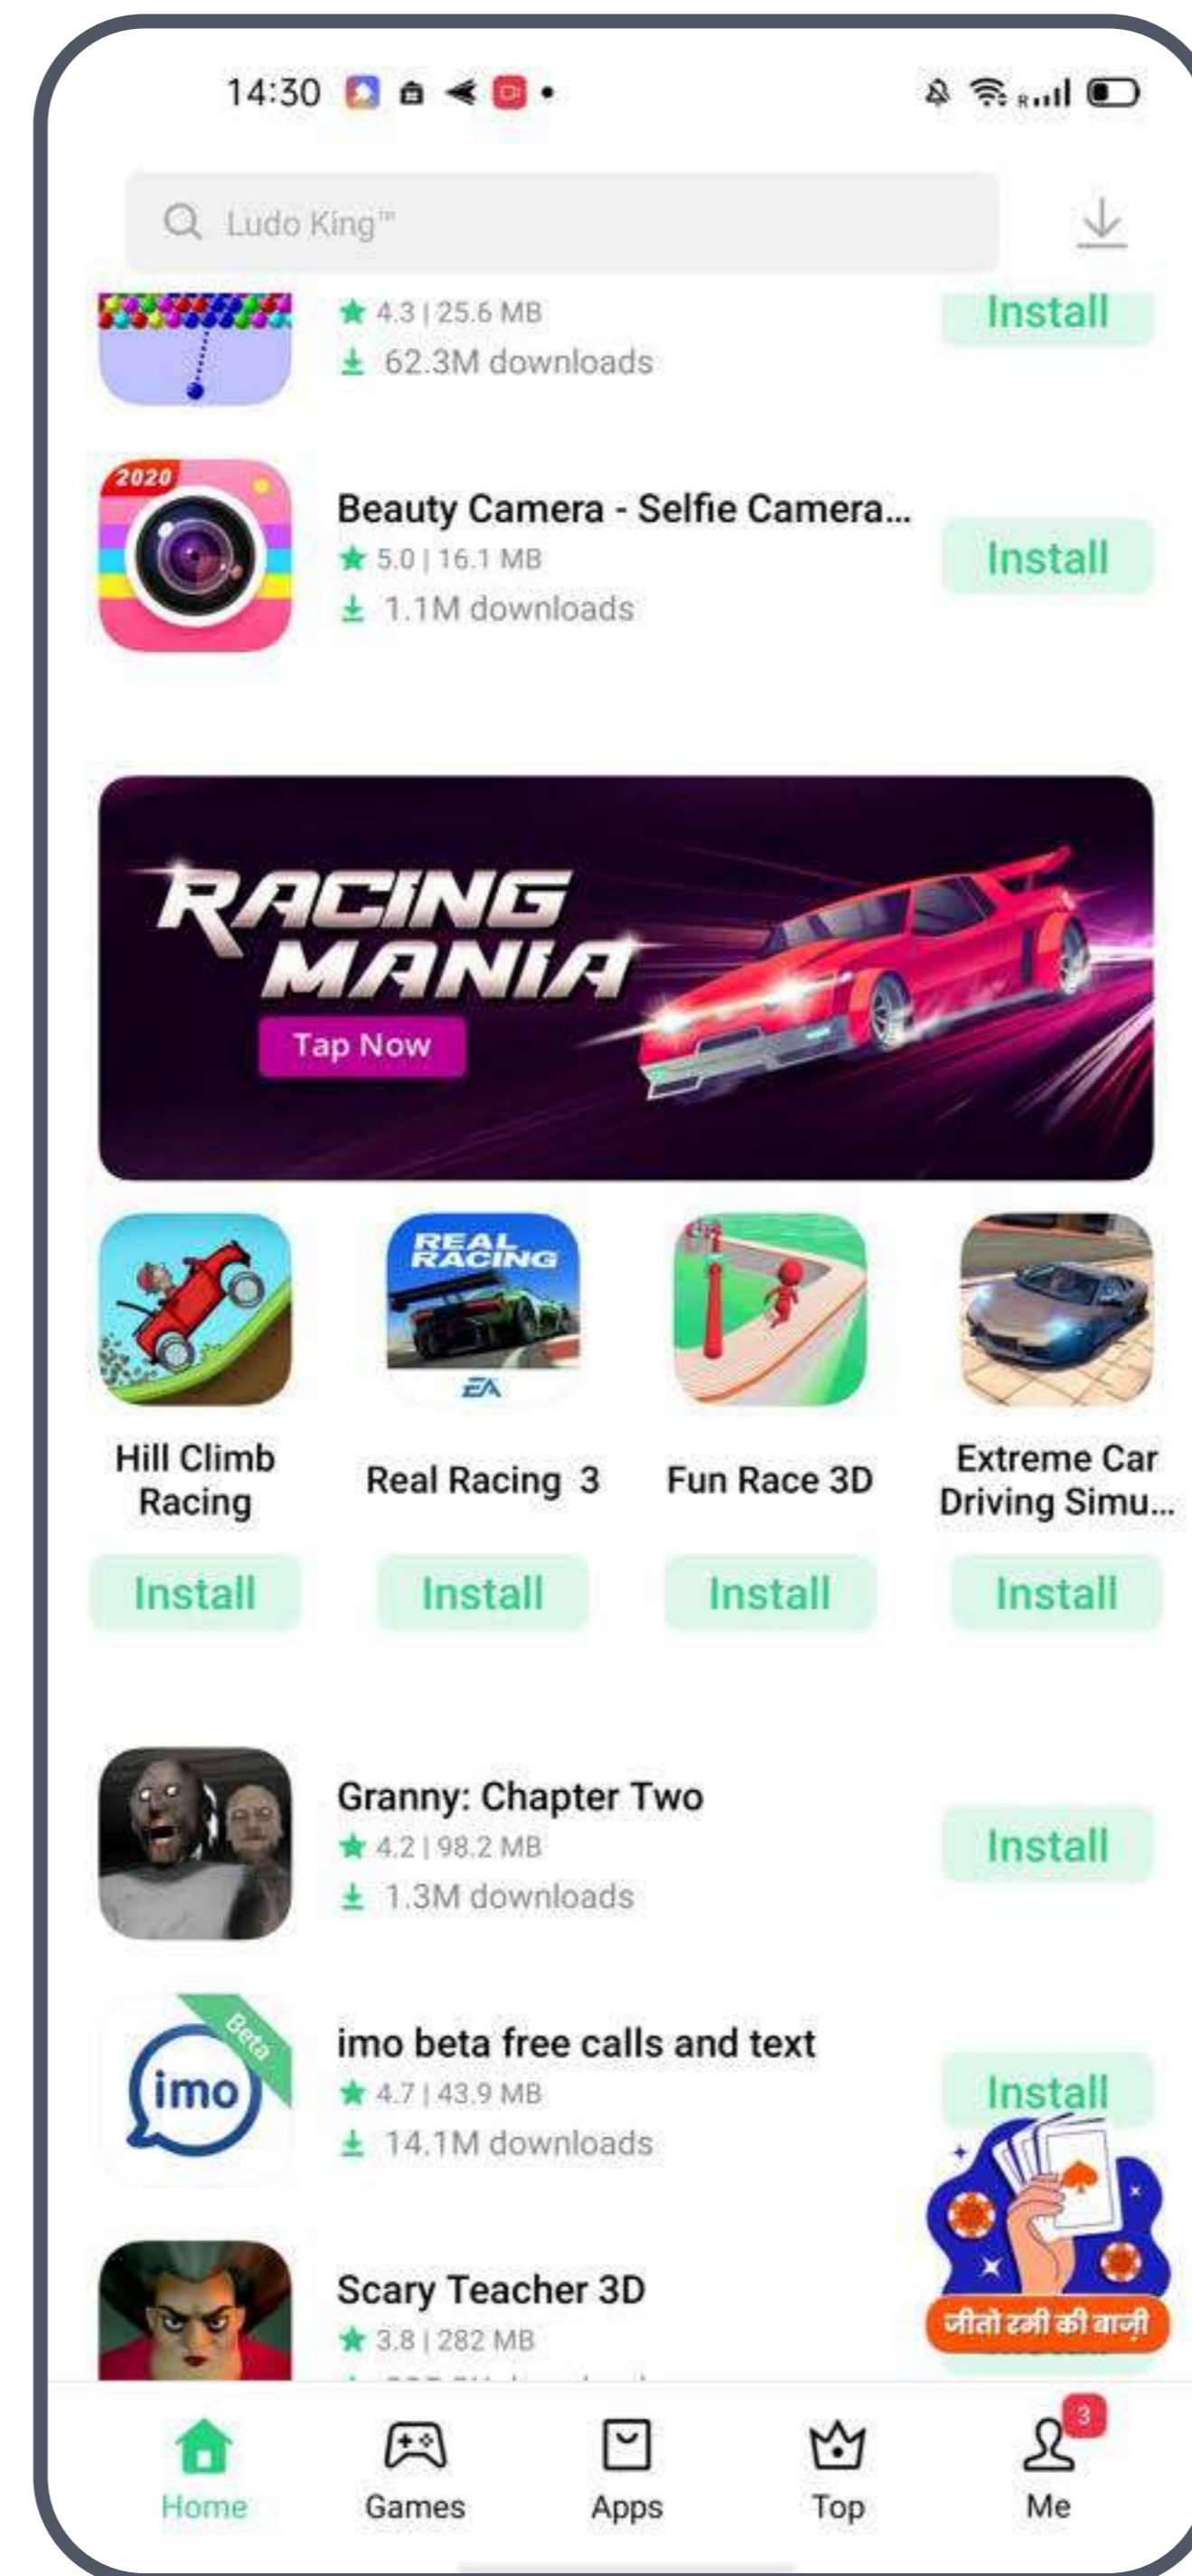 14:30
Ludo King™
4.3 | 25.6 MB
Install
62.3M downloads
2020
Beauty Camera - Selfie Camera...
5.0 | 16.1 MB
Install
1.1M downloads
RACING
MANIA
Tap Now
REAL
RACING
EA
Hill Climb
Racing
Real Racing 3
Fun Race 3D
Extreme Car
Driving Simu...
Install
Install
Install
Install
Granny: Chapter Two
4.2 | 98.2 MB
Install
1.3M downloads
Beta
imo
imo beta free calls and text
4.7 | 43.9 MB
Install
14.1M downloads
Scary Teacher 3D
3.8 | 282 MB
जीतो रमी की बाज़ी
3
Home
Games
Apps
Top
Me